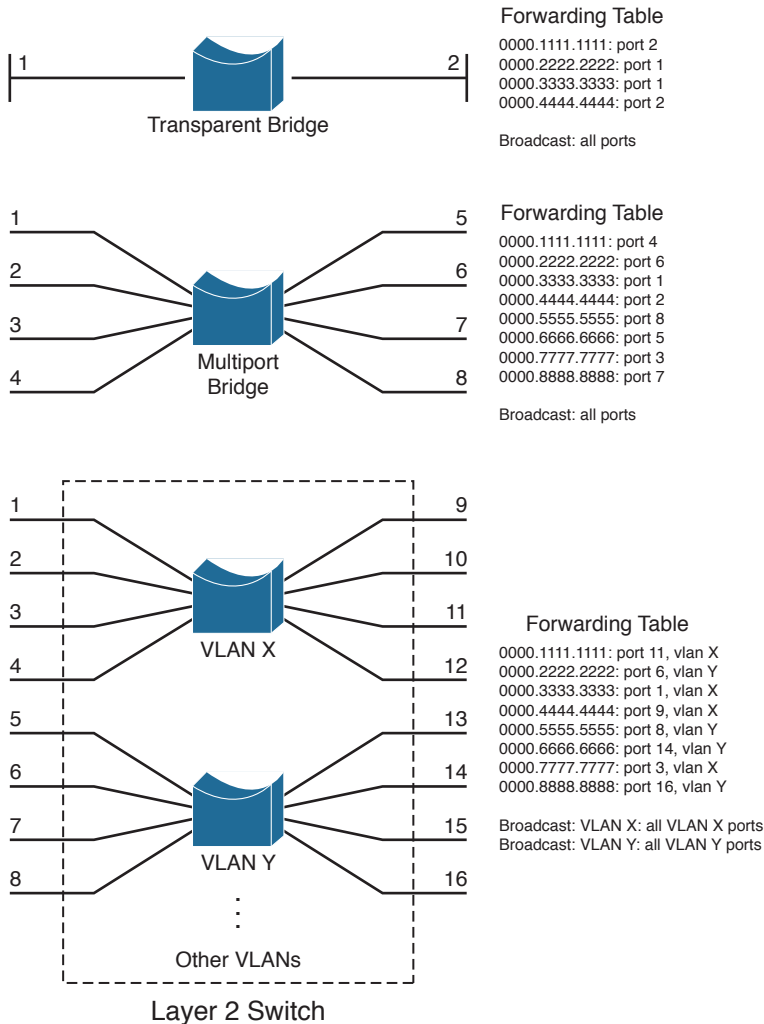 1
2
Transparent Bridge
Forwarding Table
0000.1111.1111: port 2
0000.2222.2222: port 1
0000.3333.3333: port 1
0000.4444.4444: port 2
Broadcast: all ports
1
2
3
4
5
6
7
8
Multiport
Bridge
Forwarding Table
0000.1111.1111: port 4
0000.2222.2222: port 6
0000.3333.3333: port 1
0000.4444.4444: port 2
0000.5555.5555: port 8
0000.6666.6666: port 5
0000.7777.7777: port 3
0000.8888.8888: port 7
Broadcast: all ports
1
2
3
4
9
10
11
12
VLAN X
5
6
7
8
13
14
15
16
VLAN Y
Other VLANs
Layer 2 Switch
Forwarding Table
0000.1111.1111: port 11, vlan X
0000.2222.2222: port 6, vlan Y
0000.3333.3333: port 1, vlan X
0000.4444.4444: port 9, vlan X
0000.5555.5555: port 8, vlan Y
0000.6666.6666: port 14, vlan Y
0000.7777.7777: port 3, vlan X
0000.8888.8888: port 16, vlan Y
Broadcast: VLAN X: all VLAN X ports
Broadcast: VLAN Y: all VLAN Y ports